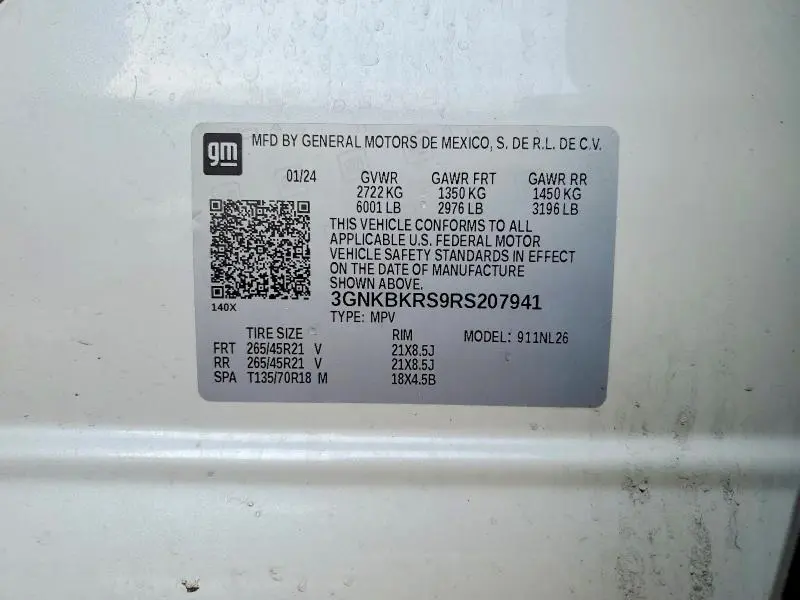 gm MFD BY GENERAL MOTORS DE MEXICO, S. DE R.L. DE C.V.
01/24 GVWR GAWR FRT GAWR RR
2722 KG 1350 KG 1450 KG
6001 LB 2976 LB 3196 LB
THIS VEHICLE CONFORMS TO ALL
APPLICABLE U.S. FEDERAL MOTOR
VEHICLE SAFETY STANDARDS IN EFFECT
ON THE DATE OF MANUFACTURE
SHOWN ABOVE.
3GNKBKRS9RS207941
140X
TYPE: MPV
TIRE SIZE RIM MODEL: 911NL26
FRT 265/45R21 V 21X8.5J
RR 265/45R21 V 21X8.5J
SPA T135/70R18 M 18X4.5B